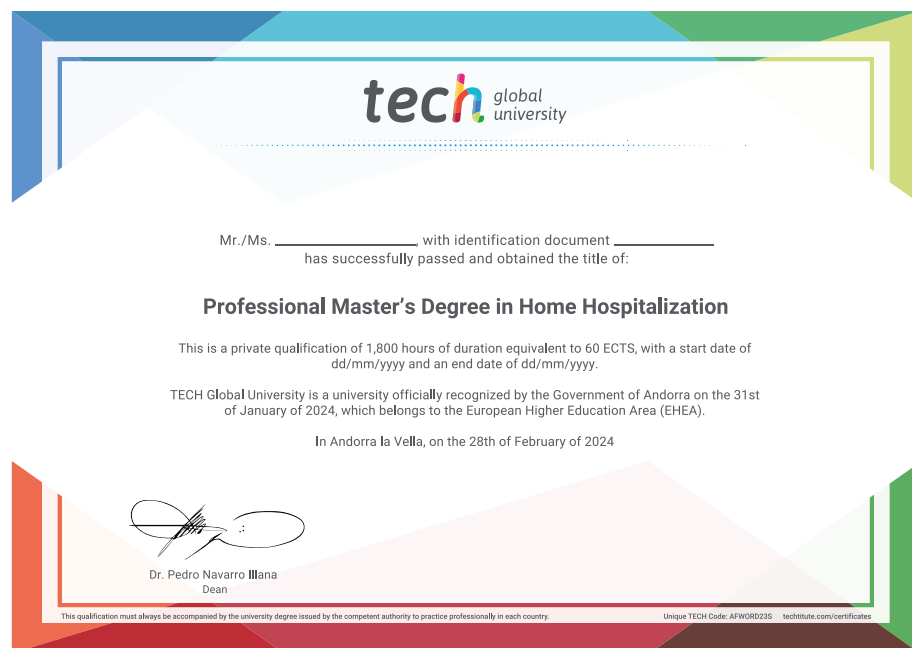 tech global university
Mr./Ms. ____________, with identification document ____________
has successfully passed and obtained the title of:
Professional Master's Degree in Home Hospitalization
This is a private qualification of 1,800 hours of duration equivalent to 60 ECTS, with a start date of
dd/mm/yyyy and an end date of dd/mm/yyyy.
TECH Global University is a university officially recognized by the Government of Andorra on the 31st
of January of 2024, which belongs to the European Higher Education Area (EHEA).
In Andorra la Vella, on the 28th of February of 2024
Dr. Pedro Navarro Illana
Dean
This qualification must always be accompanied by the university degree issued by the competent authority to practice professionally in each country.
Unique TECH Code: AFWORD23S techtitute.com/certificates